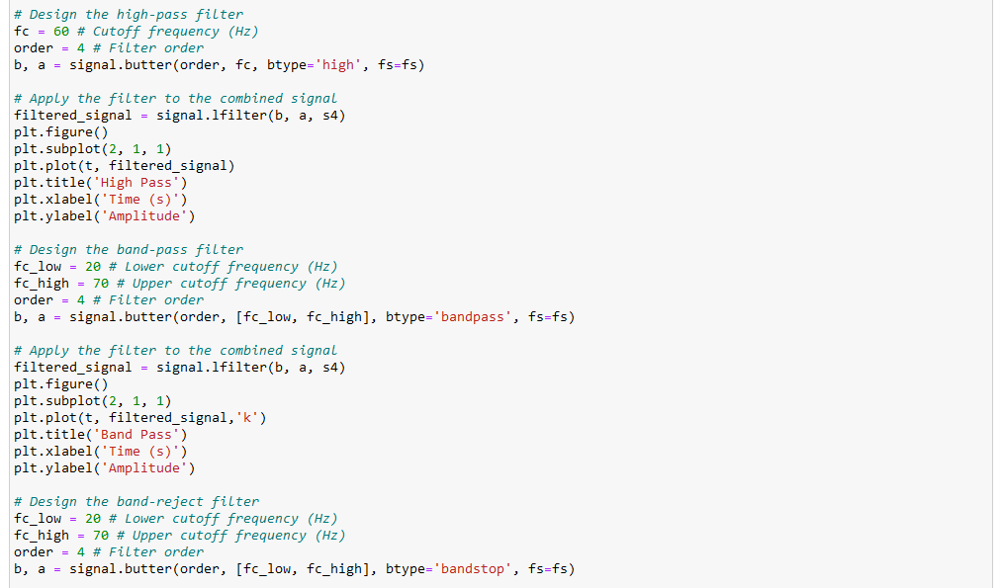 # Design the high-pass filter
fc = 60 # Cutoff frequency (Hz)
order = 4 # Filter order
b, a = signal.butter(order, fc, btype='high', fs=fs)
# Apply the filter to the combined signal
filtered_signal = signal.lfilter(b, a, s4)
plt.figure()
plt.subplot(2, 1, 1)
plt.plot(t, filtered_signal)
plt.title('High Pass')
plt.xlabel('Time (s)')
plt.ylabel('Amplitude')
# Design the band-pass filter
fc_low = 20 # Lower cutoff frequency (Hz)
fc_high = 70 # Upper cutoff frequency (Hz)
order = 4 # Filter order
b, a = signal.butter(order, [fc_low, fc_high], btype='bandpass', fs=fs)
# Apply the filter to the combined signal
filtered_signal = signal.lfilter(b, a, s4)
plt.figure()
plt.subplot(2, 1, 1)
plt.plot(t, filtered_signal,'k')
plt.title('Band Pass')
plt.xlabel('Time (s)')
plt.ylabel('Amplitude')
# Design the band-reject filter
fc_low = 20 # Lower cutoff frequency (Hz)
fc_high = 70 # Upper cutoff frequency (Hz)
order = 4 # Filter order
b, a = signal.butter(order, [fc_low, fc_high], btype='bandstop', fs=fs)